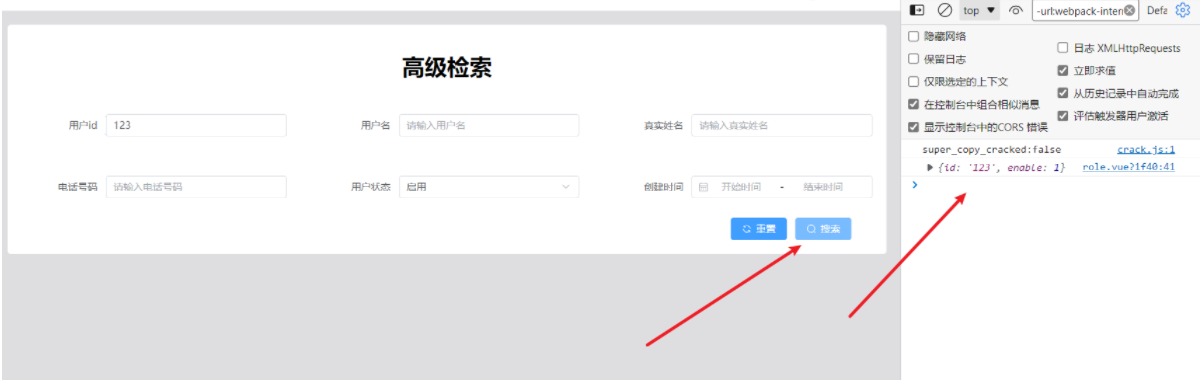 高级检索
用户id 123 用户名 请输入用户名 真实姓名 请输入真实姓名
电话号码 请输入电话号码 用户状态 启用 创建时间 开始时间 - 结束时间
重置 搜索
top ▼ -url:webpack-inter Defa
隐藏网络
保留日志
仅限选定的上下文
在控制台中组合相似消息
显示控制台中的CORS 错误
日志 XMLHttpRequests
立即求值
从历史记录中自动完成
评估触发器用户激活
super_copy_cracked:false crack.js:1
▶ {id: '123', enable: 1} role.vue?1f40:41
>